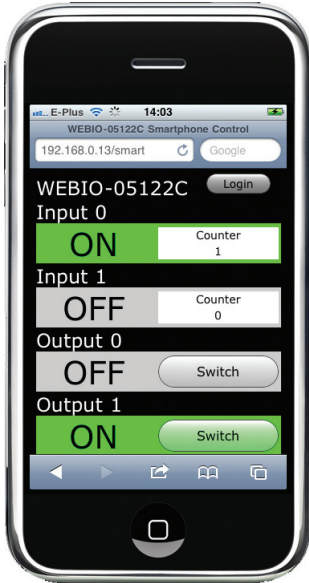 E-Plus 14:03
WEBIO-05122C Smartphone Control
192.168.0.13/smart Google
WEBIO-05122C Login
Input 0
ON Counter
1
Input 1
OFF Counter
0
Output 0
OFF Switch
Output 1
ON Switch